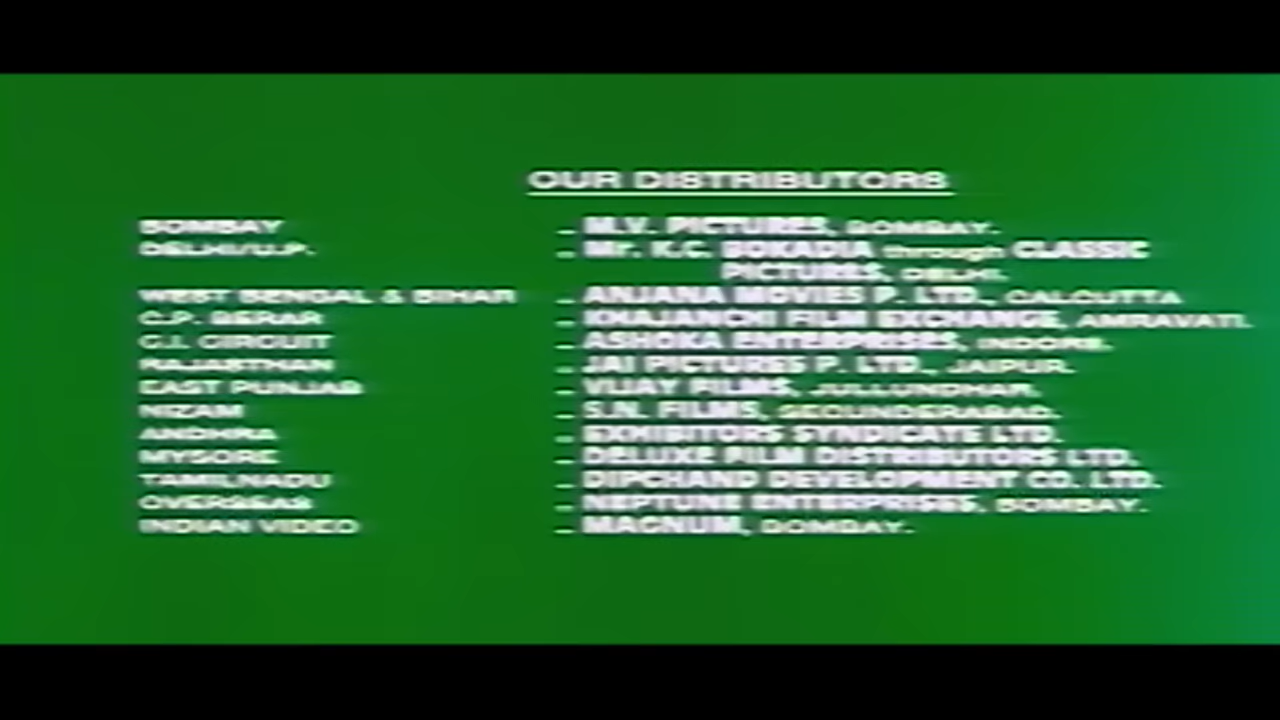 OUR DISTRIBUTORS
BOMBAY _ M.V. PICTURES, BOMBAY.
DELHI/U.P. _ Mr. K.C. BOKADIA through CLASSIC
PICTURES, DELHI.
WEST BENGAL & BIHAR _ ANJANA MOVIES P. LTD., CALCUTTA
C.P. BERAR _ KHAJANCHI FILM EXCHANGE, AMRAVATI.
C.I. CIRCUIT _ ASHOKA ENTERPRISES, INDORE.
RAJASTHAN _ JAI PICTURES P. LTD., JAIPUR.
EAST PUNJAB _ VIJAY FILMS, JULLUNDHAR.
NIZAM _ S.N. FILMS, SECUNDERABAD.
ANDHRA _ EXHIBITORS SYNDICATE LTD.
MYSORE _ DELUXE FILM DISTRIBUTORS LTD.
TAMILNADU _ DIPCHAND DEVELOPMENT CO. LTD.
OVERSEAS _ NEPTUNE ENTERPRISES, BOMBAY.
INDIAN VIDEO _ MAGNUM, BOMBAY.